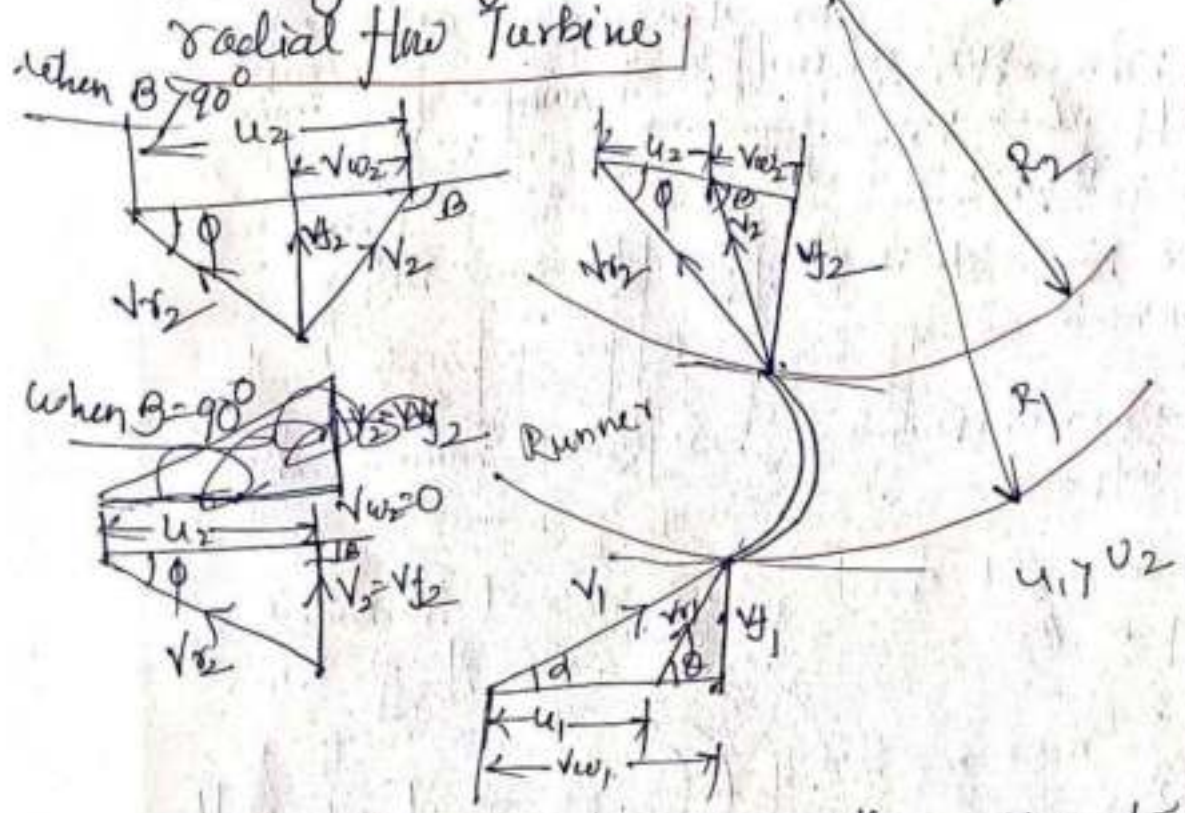 radial flow Turbine
When B>90°
u2
Vw2
B
φ
Vf2
V2
Vr2
u2
Vw2
φ
B
V2
Vr2
Vf2
R2
R1
when B=90°
Vw2=0
u2
B
φ
V2=Vf2
Vr2
Runner
u1 > U2
V1
Vr1
Vf1
α
θ
u1
Vw1